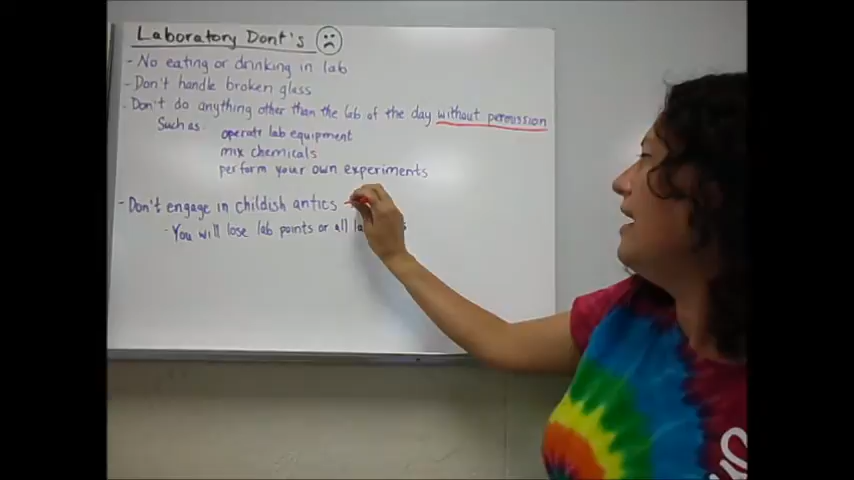 Laboratory Dont's
- No eating or drinking in lab
- Don't handle broken glass
- Don't do anything other than the lab of the day without permission
Such as operate lab equipment
mix chemicals
perform your own experiments
- Don't engage in childish antics
- You will lose lab points or all